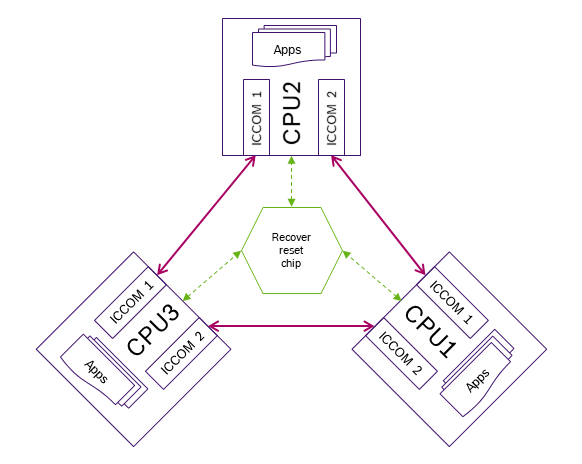 Apps
ICCOM 1
CPU2
ICCOM 2
Recover
reset
chip
ICCOM 1
CPU3
ICCOM 2
Apps
ICCOM 1
CPU1
ICCOM 2
Apps